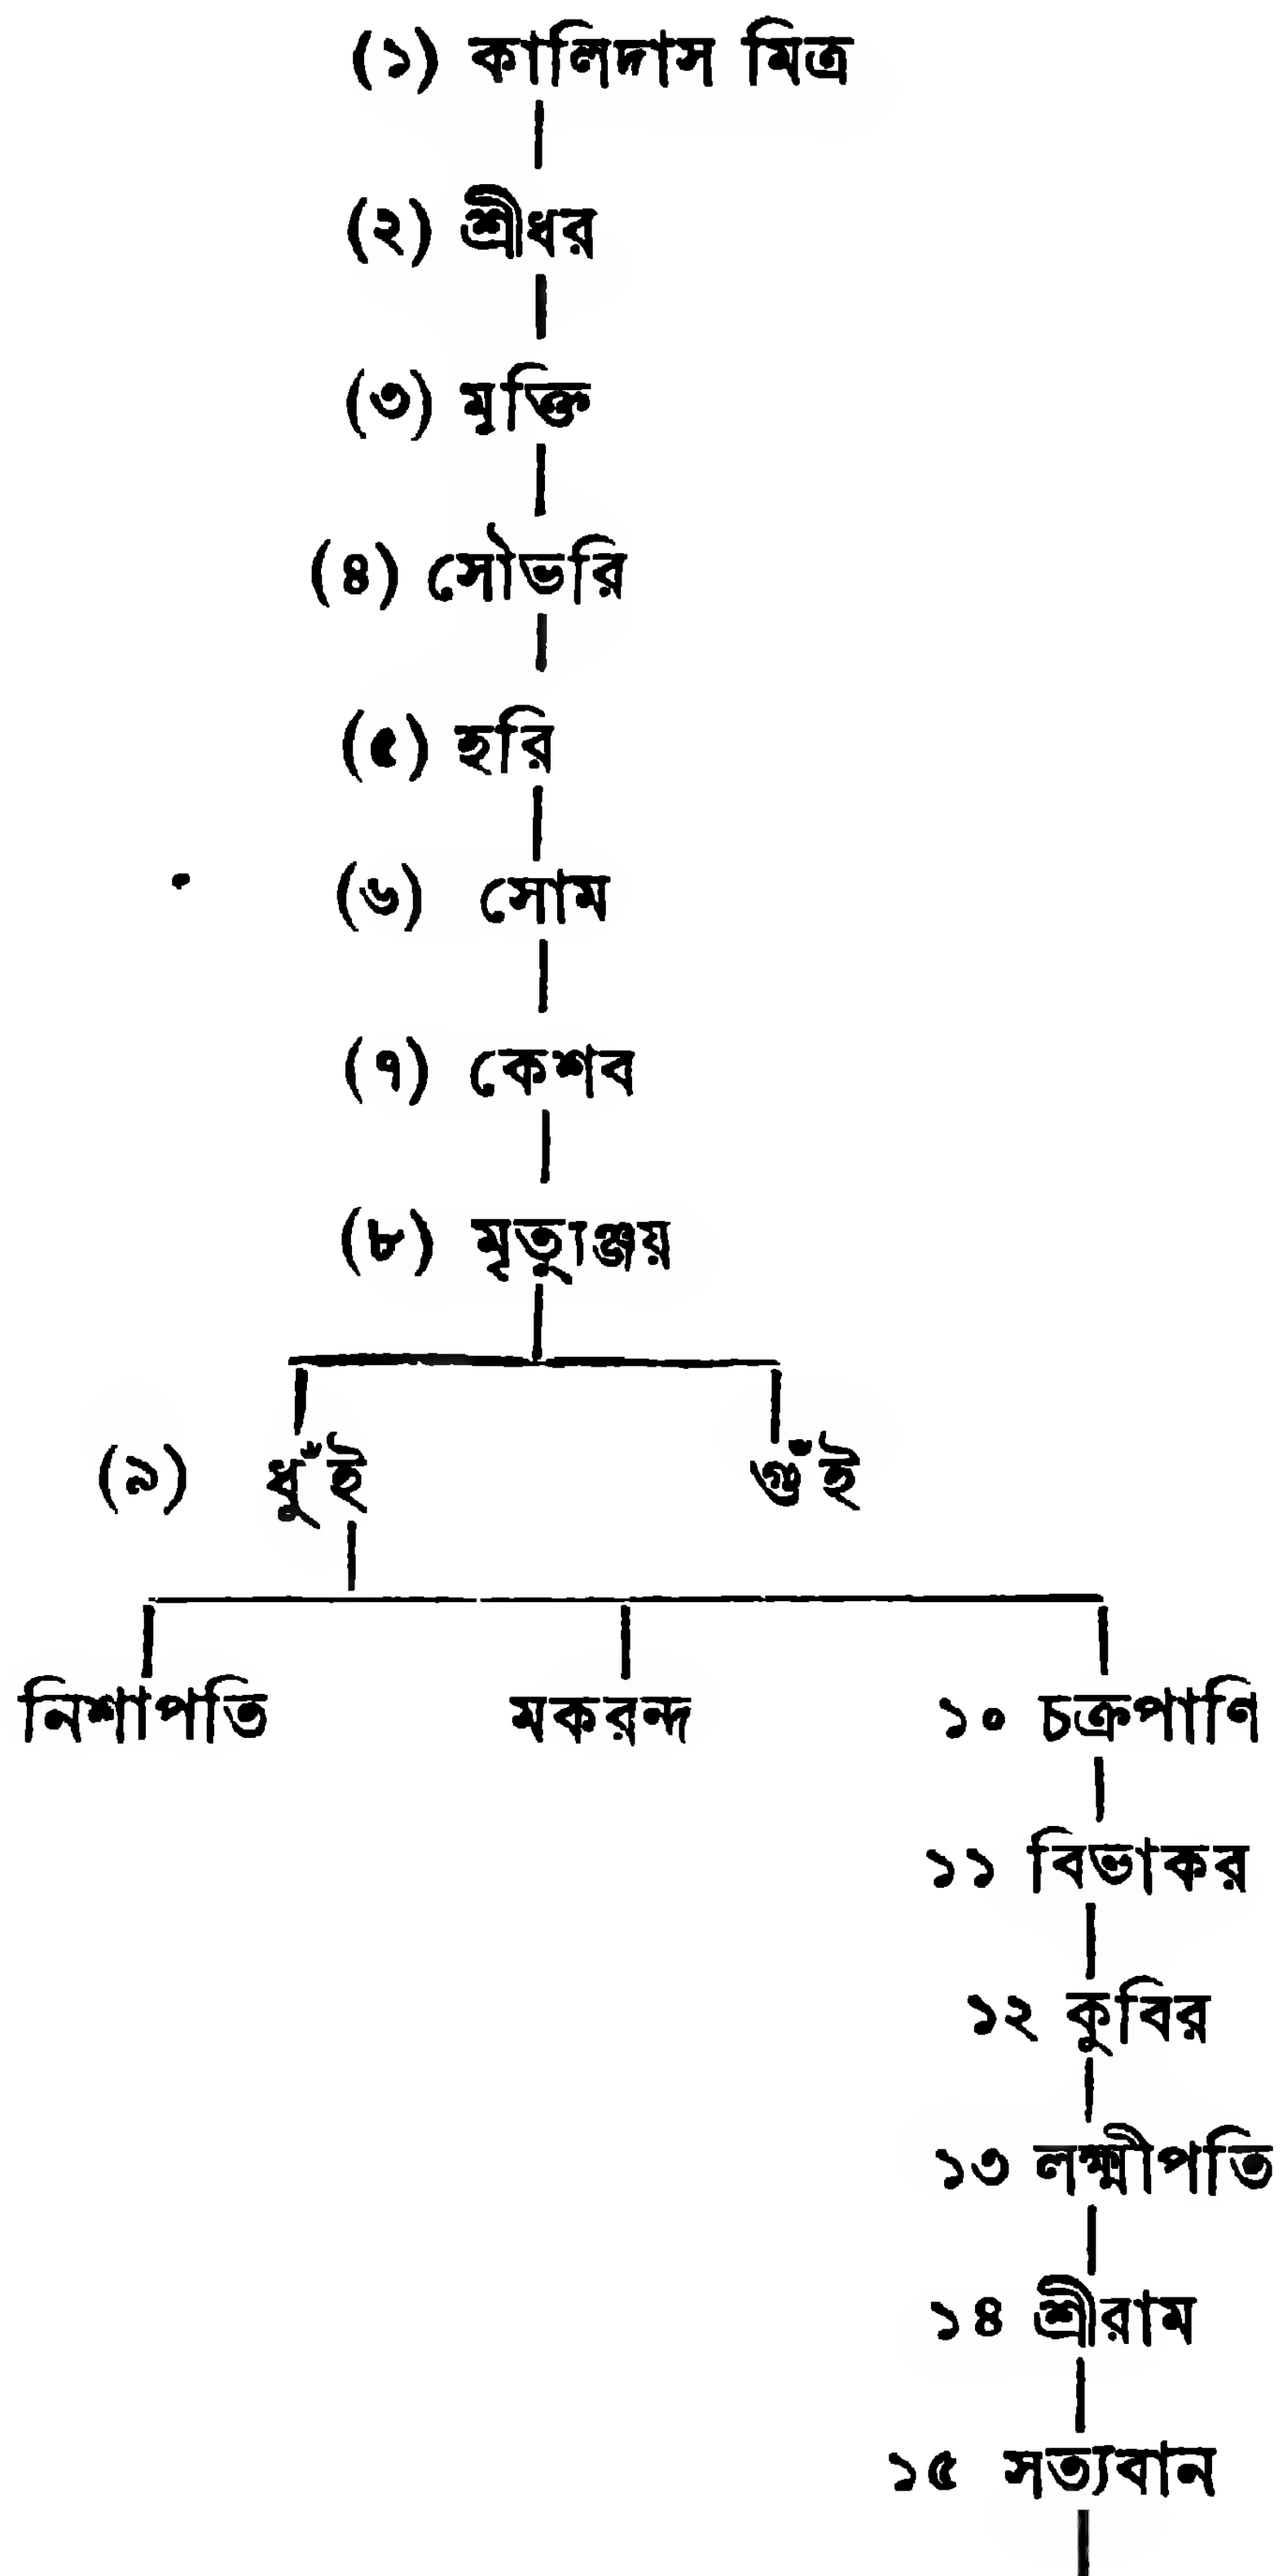 (১) কালিদাস মিত্র
(২) শ্রীধর
(৩) মুক্তি
(৪) সৌভরি
(৫) হরি
(৬) সোম
(৭) কেশব
(৮) মৃত্যুঞ্জয়
(৯) ধুঁই গুঁই
নিশাপতি মকরন্দ ১০ চক্রপাণি
১১ বিভাকর
১২ কুবির
১৩ লক্ষ্মীপতি
১৪ শ্রীরাম
১৫ সত্যবান